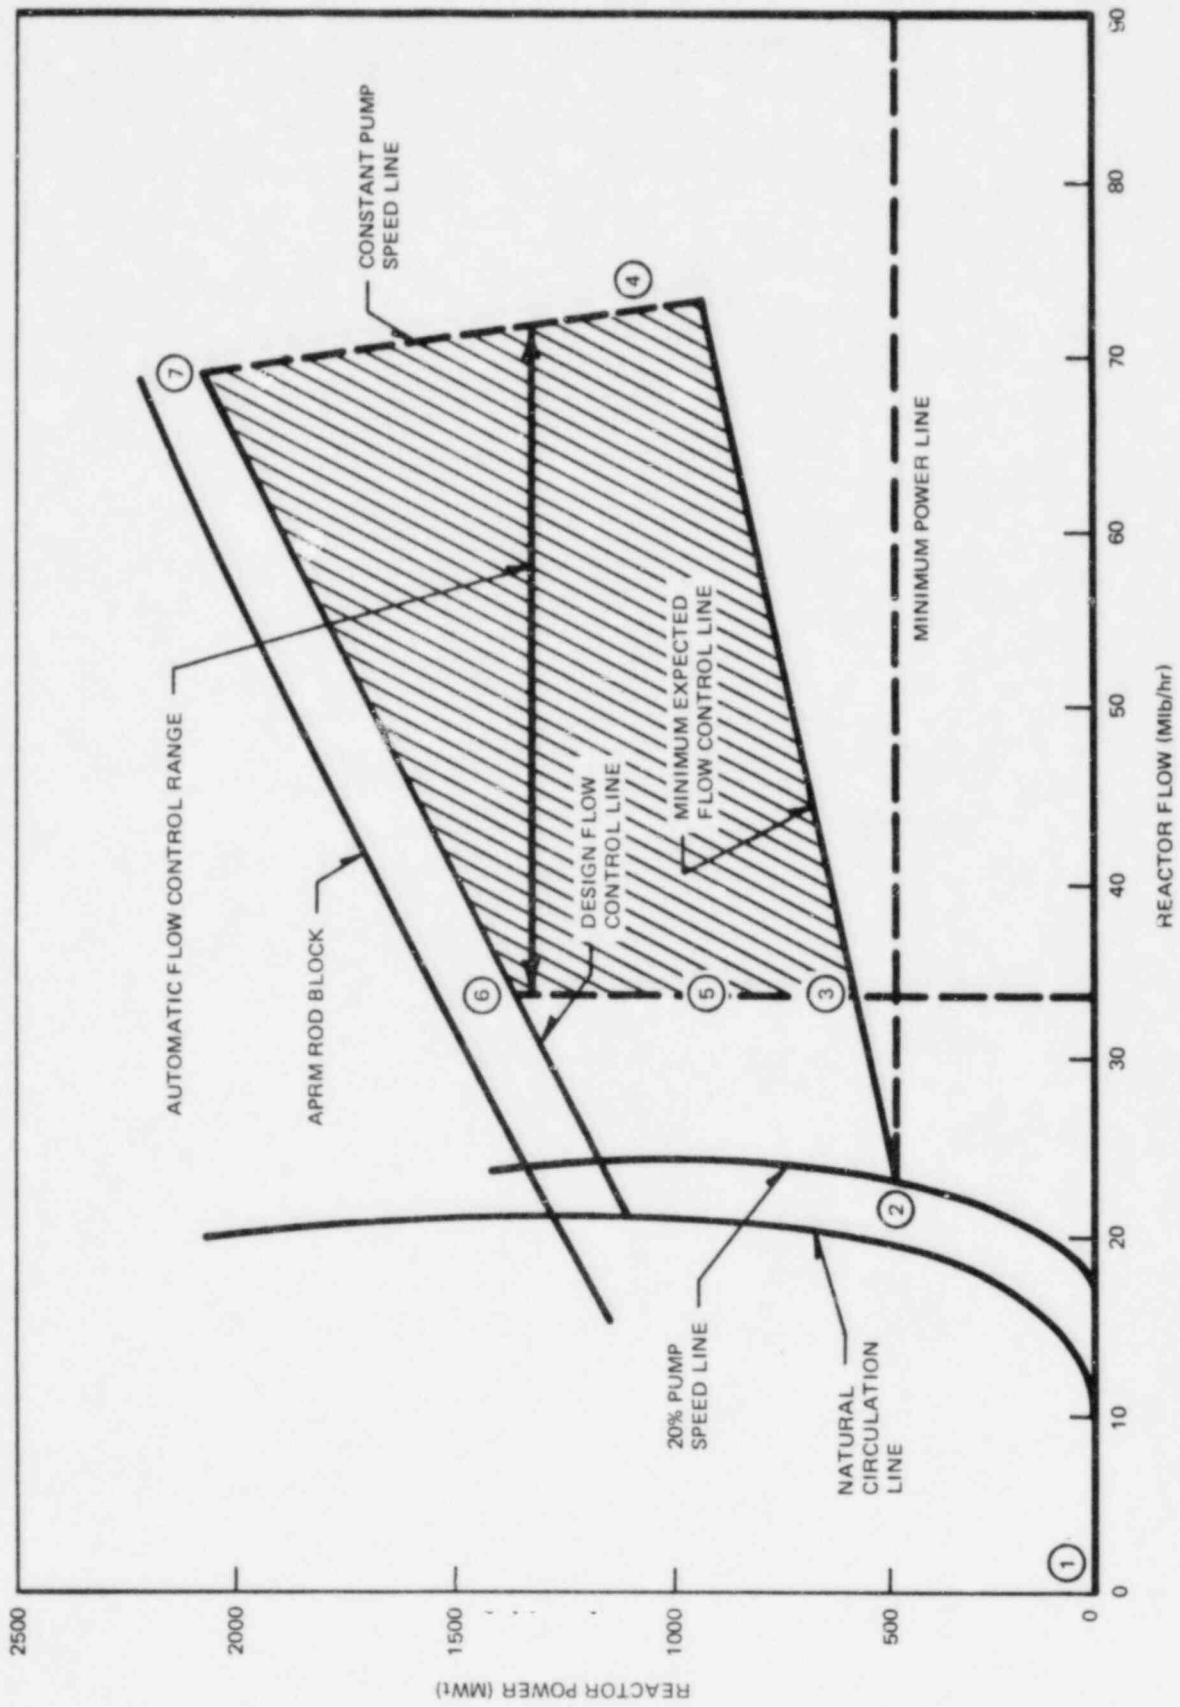 2500
2000
1500
1000
500
0
REACTOR POWER (MWt)
AUTOMATIC FLOW CONTROL RANGE
APRM ROD BLOCK
7
CONSTANT PUMP
SPEED LINE
6
4
DESIGN FLOW
CONTROL LINE
5
MINIMUM EXPECTED
FLOW CONTROL LINE
3
20% PUMP
SPEED LINE
2
MINIMUM POWER LINE
NATURAL
CIRCULATION
LINE
1
0
10
20
30
40
50
60
70
80
90
REACTOR FLOW (Mlb/hr)